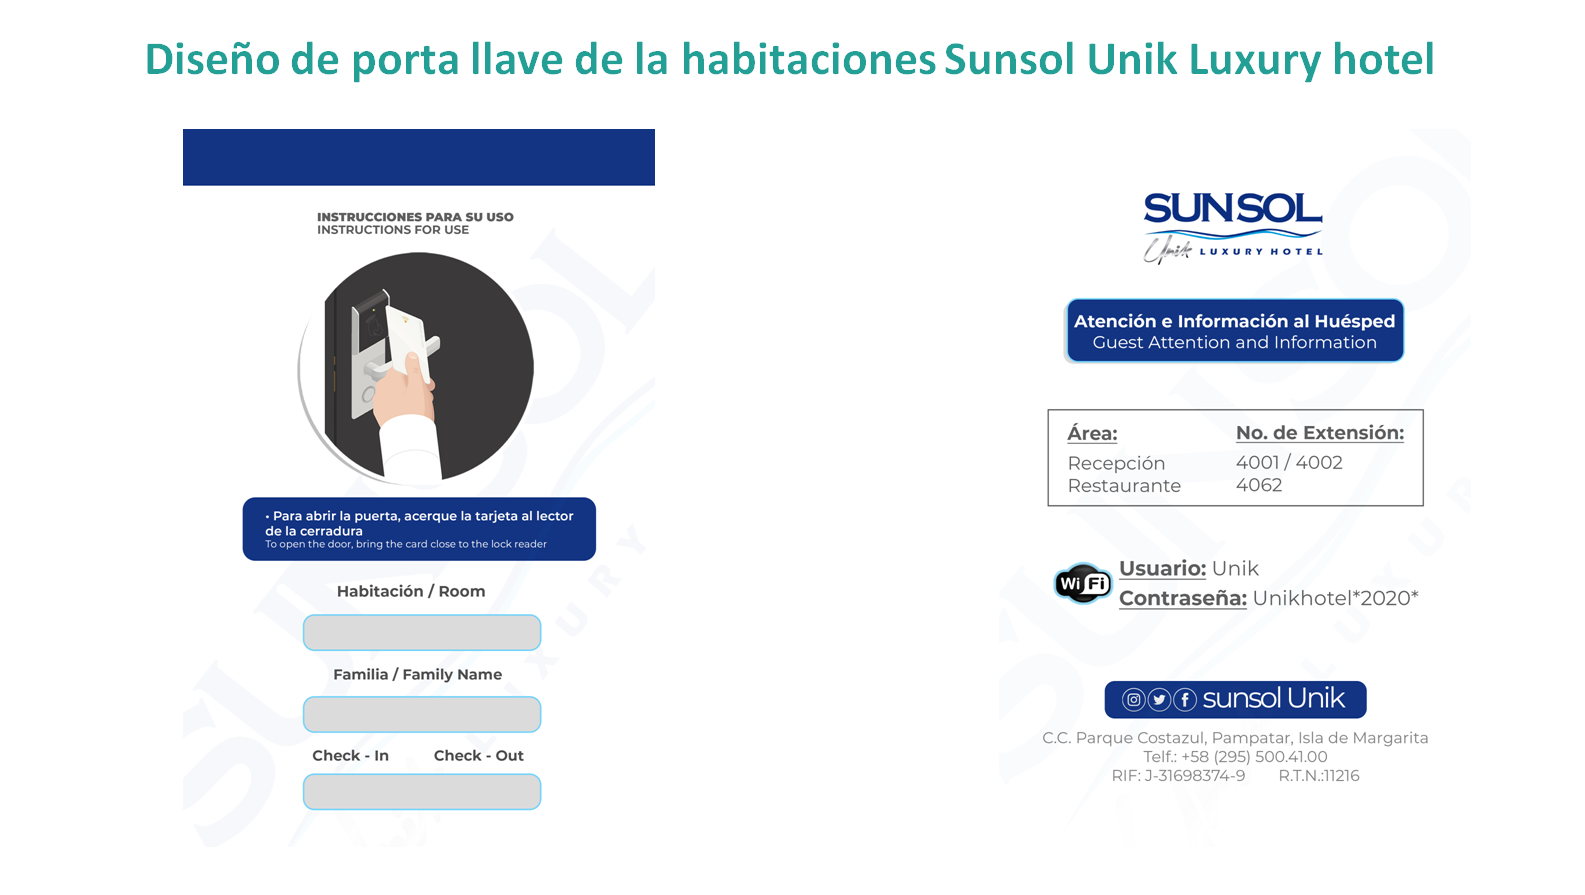 Diseño de porta llave de la habitaciones Sunsol Unik Luxury hotel
INSTRUCCIONES PARA SU USO
INSTRUCTIONS FOR USE
• Para abrir la puerta, acerque la tarjeta al lector
de la cerradura
To open the door, bring the card close to the lock reader
Habitación / Room
Familia / Family Name
Check - In Check - Out
SUNSOL
LUXURY
SUNSOL
Unik LUXURY HOTEL
Atención e Información al Huésped
Guest Attention and Information
Área: No. de Extensión:
Recepción 4001 / 4002
Restaurante 4062
Wi Fi
Usuario: Unik
Contraseña: Unikhotel*2020*
sunsol Unik
C.C. Parque Costazul, Pampatar, Isla de Margarita
Telf.: +58 (295) 500.41.00
RIF: J-31698374-9 R.T.N.:11216
SUNSOL
LUXUR